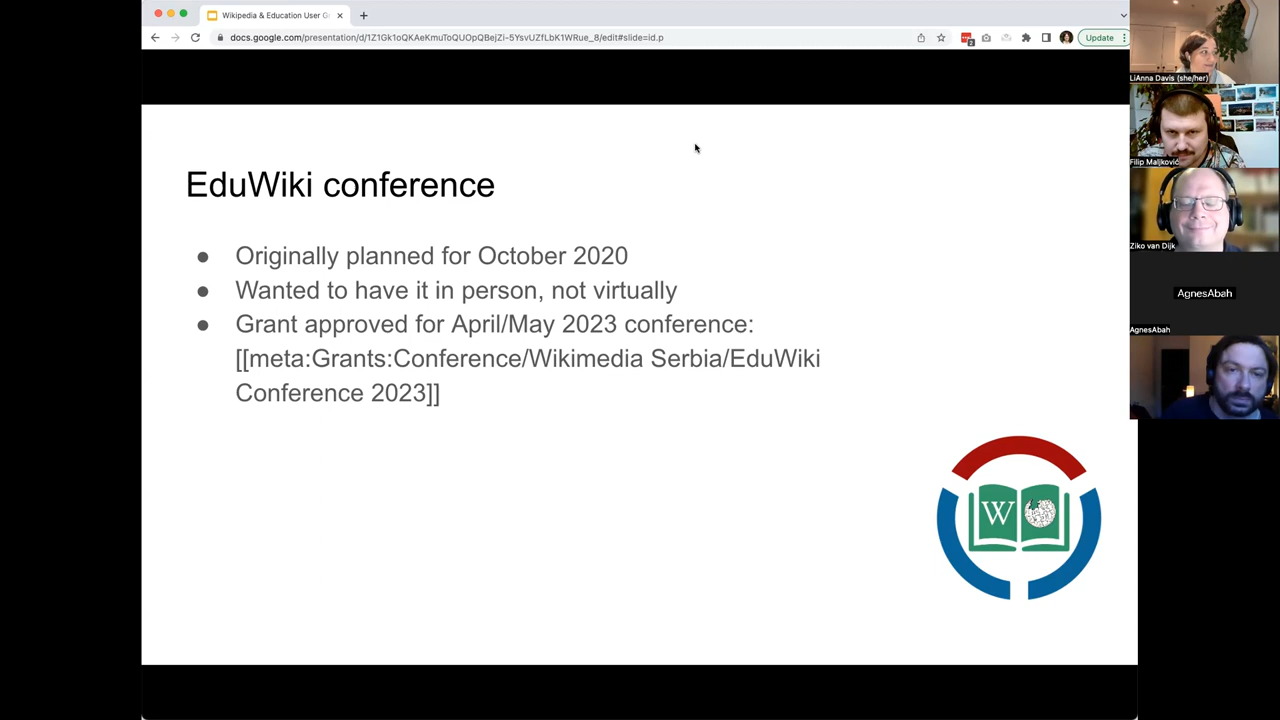 Wikipedia & Education User G
docs.google.com/presentation/d/1Z1Gk1oQKAeKmuToQUOpQBejZi-5YsvUZfLbK1WRue_8/edit#slide=id.p
2
Update
EduWiki conference
● Originally planned for October 2020
● Wanted to have it in person, not virtually
● Grant approved for April/May 2023 conference:
[[meta:Grants:Conference/Wikimedia Serbia/EduWiki
Conference 2023]]
W
LiAnna Davis (she/her)
Filip Maljković
Ziko van Dijk
AgnesAbah
AgnesAbah